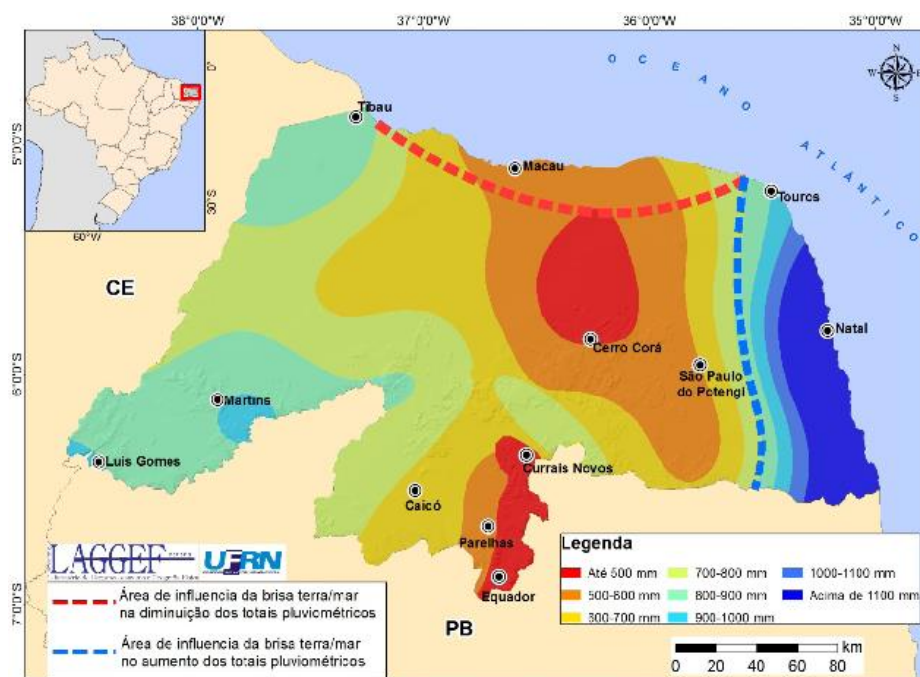 38°0'0"W
37°0'0"W
36°0'0"W
35°0'0"W
0°
30°S
60°W
N
W
E
S
OCEANO ATLÂNTICO
5°0'0"S
6°0'0"S
7°0'0"S
Tibau
Macau
Touros
CE
Natal
Cerro Corá
São Paulo
do Potengi
Martins
Luis Gomes
Currais Novos
Caicó
Parelhas
Equador
PB
LAGGEF
UFRN
Área de influencia da brisa terra/mar
na diminuição dos totais pluviométricos
Área de influencia da brisa terra/mar
no aumento dos totais pluviométricos
Legenda
Até 500 mm
500-600 mm
600-700 mm
700-800 mm
800-900 mm
900-1000 mm
1000-1100 mm
Acima de 1100 mm
km
0 20 40 60 80